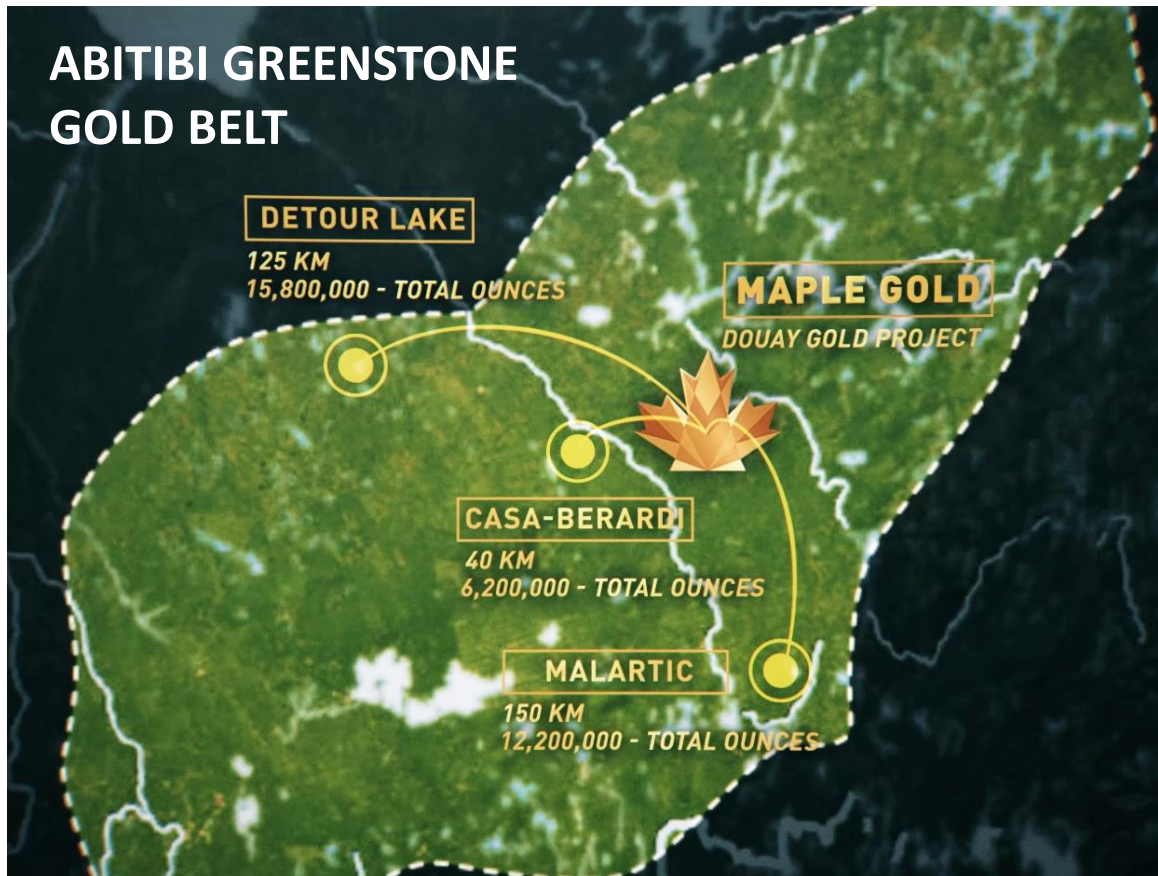 ABITIBI GREENSTONE
GOLD BELT
DETOUR LAKE
125 KM
15,800,000 - TOTAL OUNCES
MAPLE GOLD
DOUAY GOLD PROJECT
CASA-BERARDI
40 KM
6,200,000 - TOTAL OUNCES
MALARTIC
150 KM
12,200,000 - TOTAL OUNCES